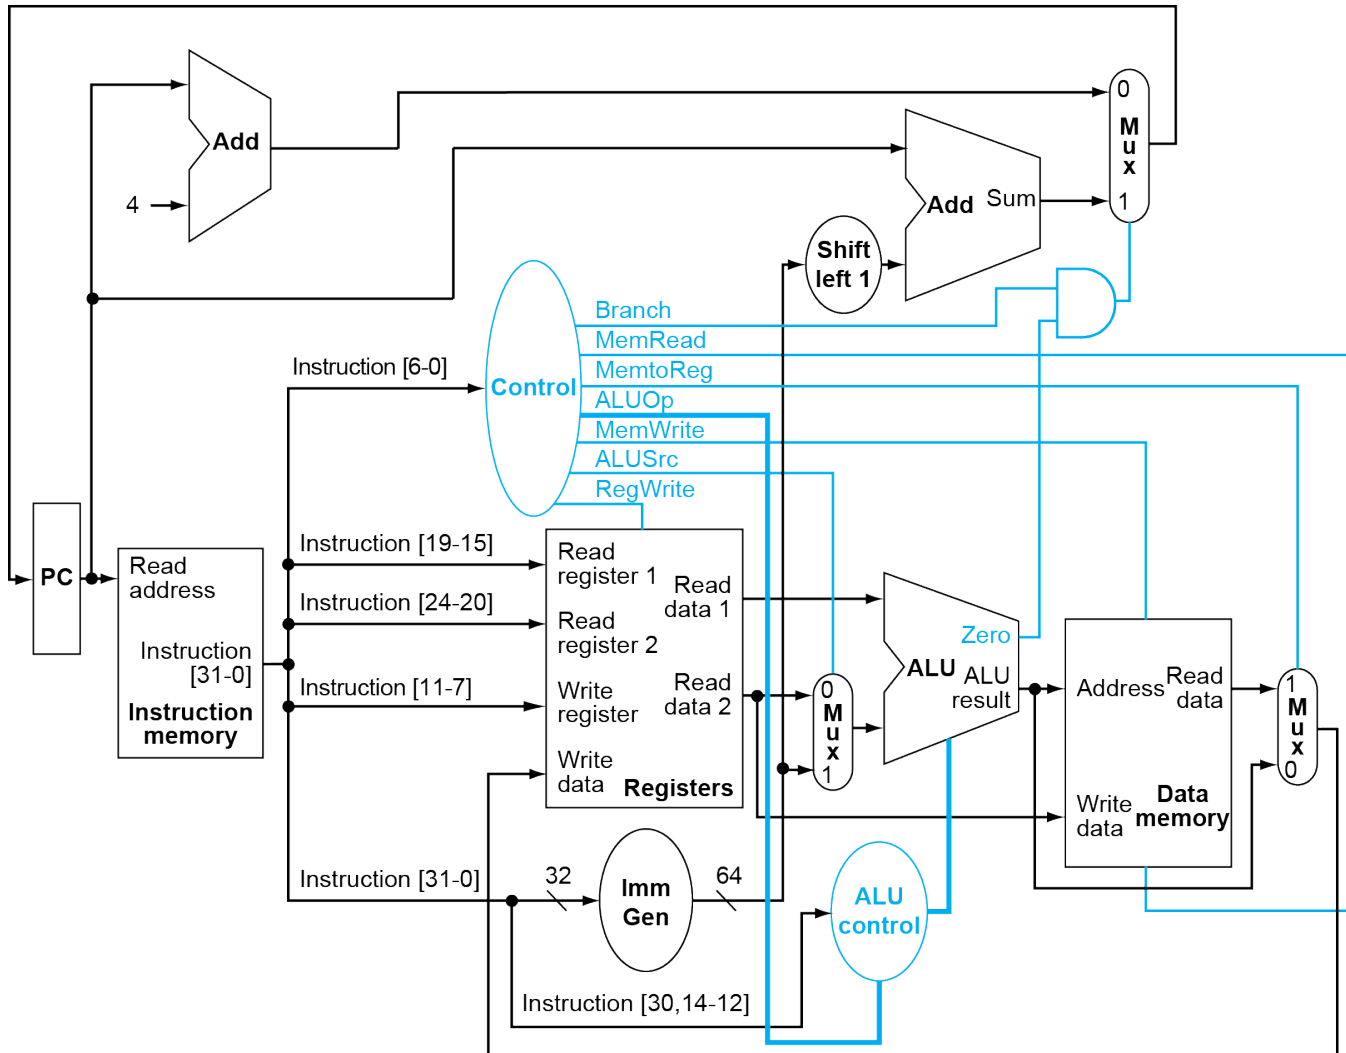 Add
4
0
M
u
x
1
Add
Sum
Shift
left 1
Branch
MemRead
MemtoReg
ALUOp
MemWrite
ALUSrc
RegWrite
Control
Instruction [6-0]
PC
Read
address
Instruction
[31-0]
Instruction
memory
Instruction [19-15]
Instruction [24-20]
Instruction [11-7]
Instruction [31-0]
Read
register 1
Read
register 2
Write
register
Write
data
Read
data 1
Read
data 2
Registers
0
M
u
x
1
Zero
ALU
ALU
result
Address
Read
data
Write
data
Data
memory
1
M
u
x
0
32
Imm
Gen
64
ALU
control
Instruction [30,14-12]